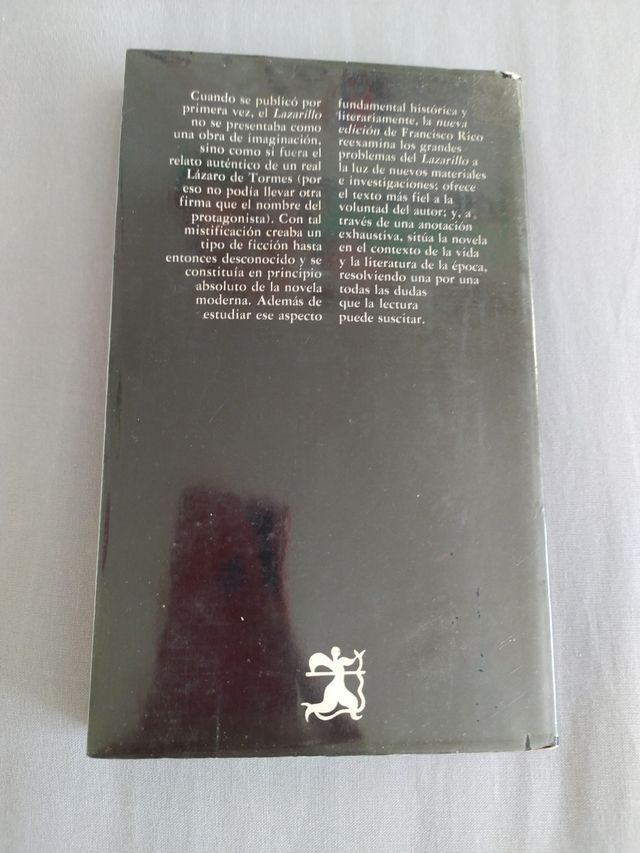 Cuando se publicó por
primera vez, el Lazarillo
no se presentaba como
una obra de imaginación,
sino como si fuera el
relato auténtico de un real
Lázaro de Tormes (por
eso no podía llevar otra
firma que el nombre del
protagonista). Con tal
mistificación creaba un
tipo de ficción hasta
entonces desconocido y se
constituía en principio
absoluto de la novela
moderna. Además de
estudiar ese aspecto
fundamental histórica y
literariamente, la nueva
edición de Francisco Rico
reexamina los grandes
problemas del Lazarillo a
la luz de nuevos materiales
e investigaciones; ofrece
el texto más fiel a la
voluntad del autor; y, a
través de una anotación
exhaustiva, sitúa la novela
en el contexto de la vida
y la literatura de la época,
resolviendo una por una
todas las dudas
que la lectura
puede suscitar.